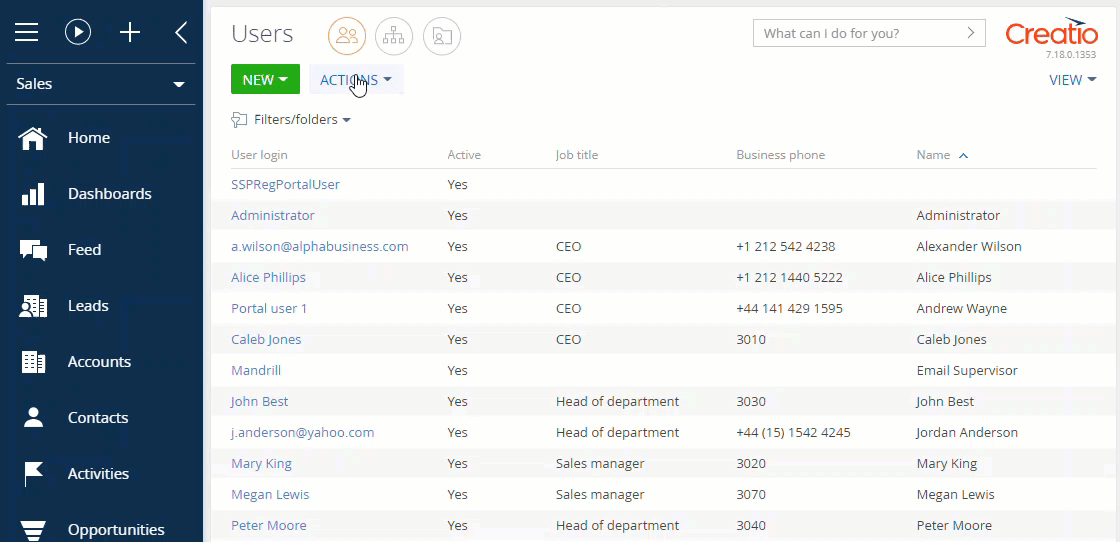 Users
What can I do for you?
Creatio
7.18.0.1353
Sales
NEW ACTIONS VIEW
Filters/folders
Home
Dashboards
Feed
Leads
Accounts
Contacts
Activities
Opportunities
User login Active Job title Business phone Name
SSPRegPortalUser Yes
Administrator Yes Administrator
a.wilson@alphabusiness.com Yes CEO +1 212 542 4238 Alexander Wilson
Alice Phillips Yes CEO +1 212 1440 5222 Alice Phillips
Portal user 1 Yes CEO +44 141 429 1595 Andrew Wayne
Caleb Jones Yes CEO 3010 Caleb Jones
Mandrill Yes Email Supervisor
John Best Yes Head of department 3030 John Best
j.anderson@yahoo.com Yes Head of department +44 (15) 1542 4245 Jordan Anderson
Mary King Yes Sales manager 3020 Mary King
Megan Lewis Yes Sales manager 3070 Megan Lewis
Peter Moore Yes Head of department 3040 Peter Moore